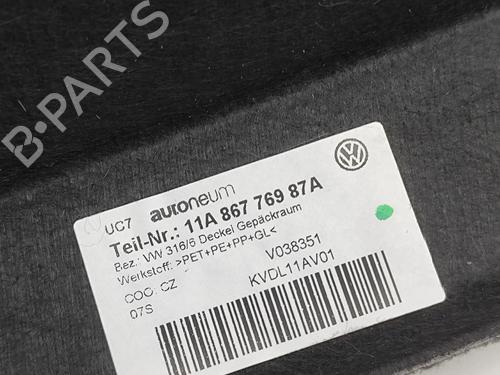 B-PARTS
UC7 autoneum
Teil-Nr.: 11A 867 769 87A
Bez.: VW 316/6 Deckel Gepäckraum
Werkstoff: >PET+PE+PP+GL<
COO: CZ V038351
07S KVDL11AV01